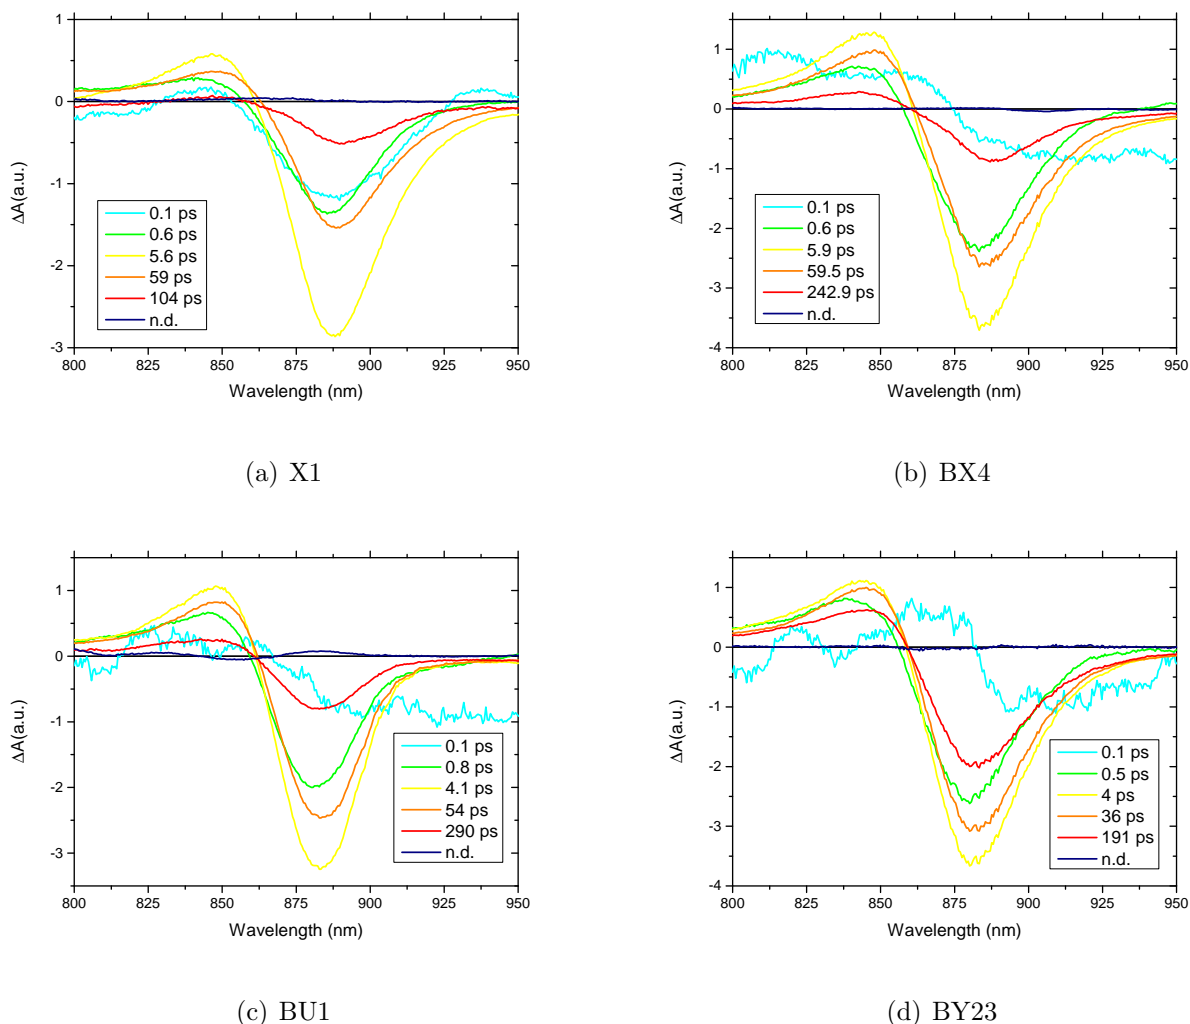 1
0
-1
-2
-3
ΔA(a.u.)
0.1 ps
0.6 ps
5.6 ps
59 ps
104 ps
n.d.
800 825 850 875 900 925 950
Wavelength (nm)
(a) X1
1
0
-1
-2
-3
-4
ΔA(a.u.)
0.1 ps
0.6 ps
5.9 ps
59.5 ps
242.9 ps
n.d.
800 825 850 875 900 925 950
Wavelength (nm)
(b) BX4
1
0
-1
-2
-3
ΔA(a.u.)
0.1 ps
0.8 ps
4.1 ps
54 ps
290 ps
n.d.
800 825 850 875 900 925 950
Wavelength (nm)
(c) BU1
1
0
-1
-2
-3
-4
ΔA(a.u.)
0.1 ps
0.5 ps
4 ps
36 ps
191 ps
n.d.
800 825 850 875 900 925 950
Wavelength (nm)
(d) BY23